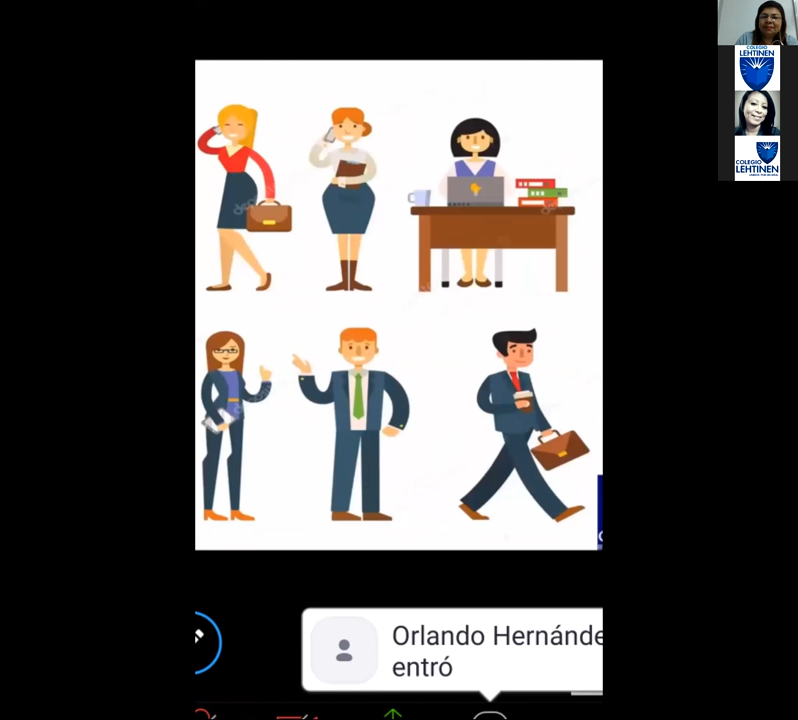 COLEGIO
LEHTINEN
COLEGIO
LEHTINEN
Orlando Hernánde
entró